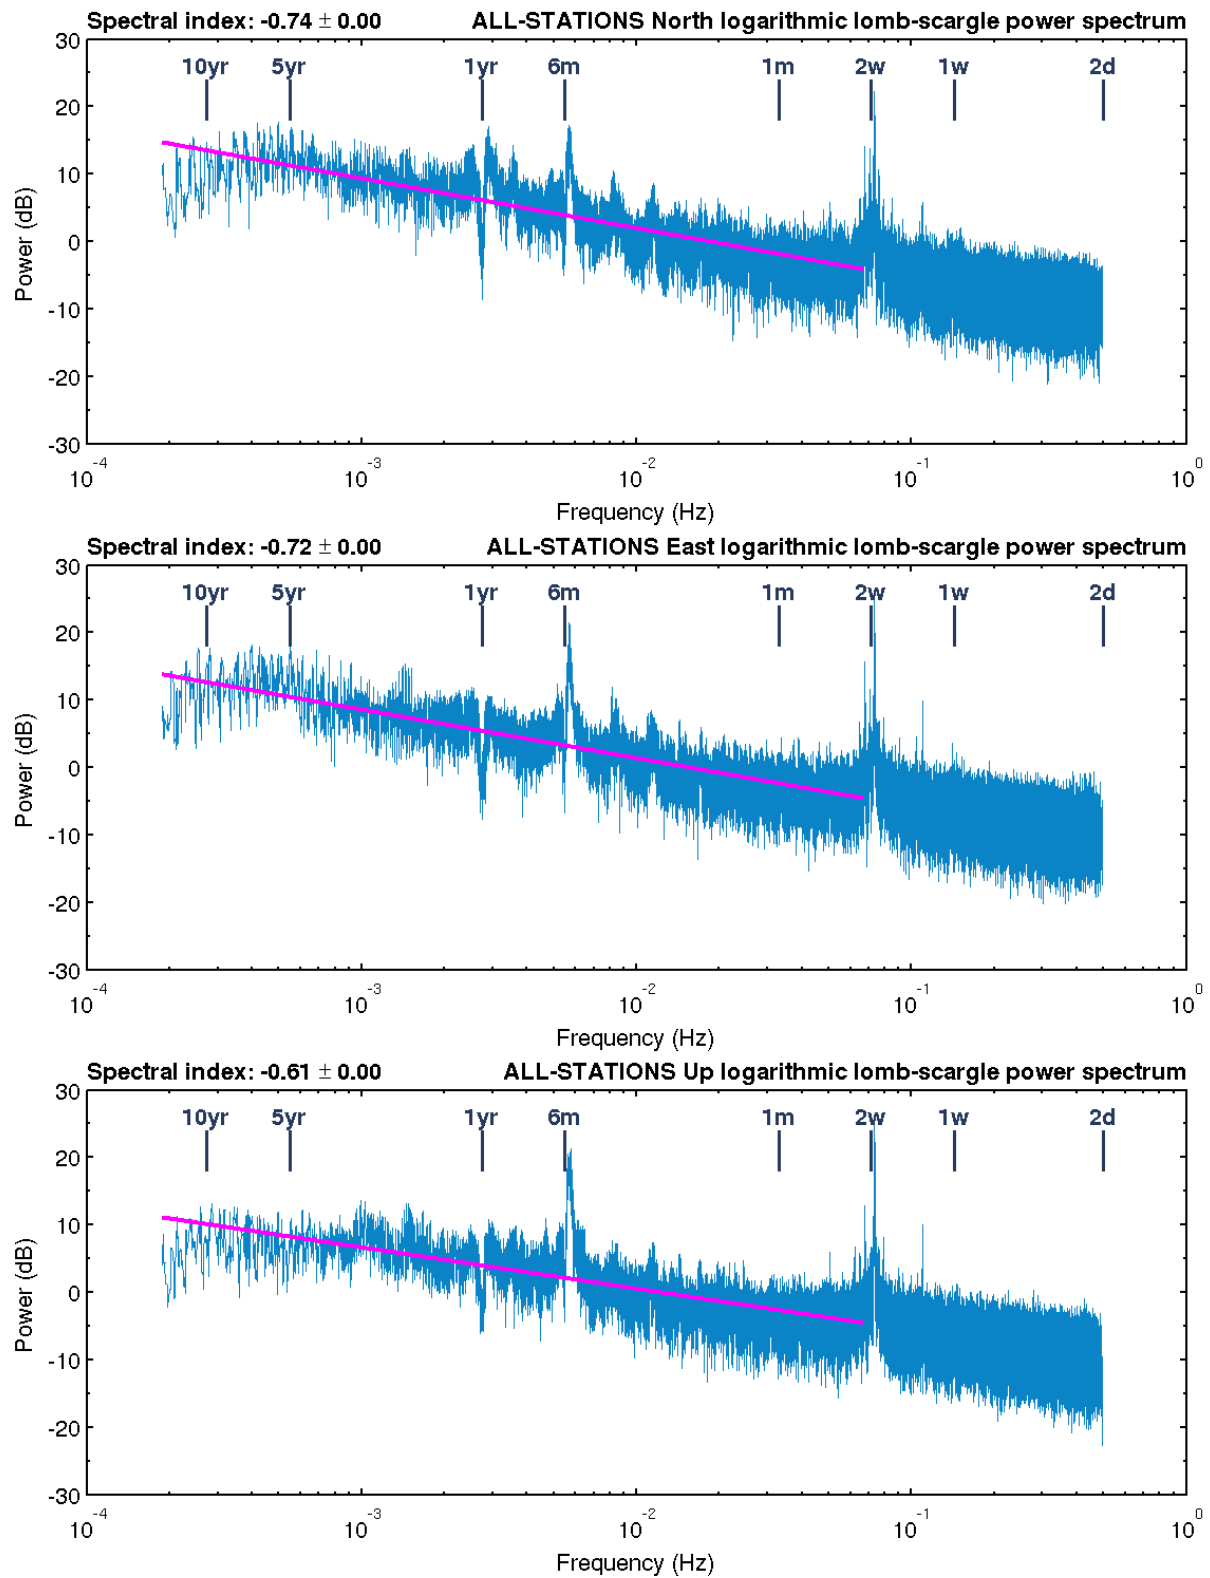 Spectral index: -0.74 ± 0.00 ALL-STATIONS North logarithmic lomb-scargle power spectrum
30
10yr 5yr 1yr 6m 1m 2w 1w 2d
20
10
0
-10
-20
-30
Power (dB)
10^-4 10^-3 10^-2 10^-1 10^0
Frequency (Hz)
Spectral index: -0.72 ± 0.00 ALL-STATIONS East logarithmic lomb-scargle power spectrum
30
10yr 5yr 1yr 6m 1m 2w 1w 2d
20
10
0
-10
-20
-30
Power (dB)
10^-4 10^-3 10^-2 10^-1 10^0
Frequency (Hz)
Spectral index: -0.61 ± 0.00 ALL-STATIONS Up logarithmic lomb-scargle power spectrum
30
10yr 5yr 1yr 6m 1m 2w 1w 2d
20
10
0
-10
-20
-30
Power (dB)
10^-4 10^-3 10^-2 10^-1 10^0
Frequency (Hz)